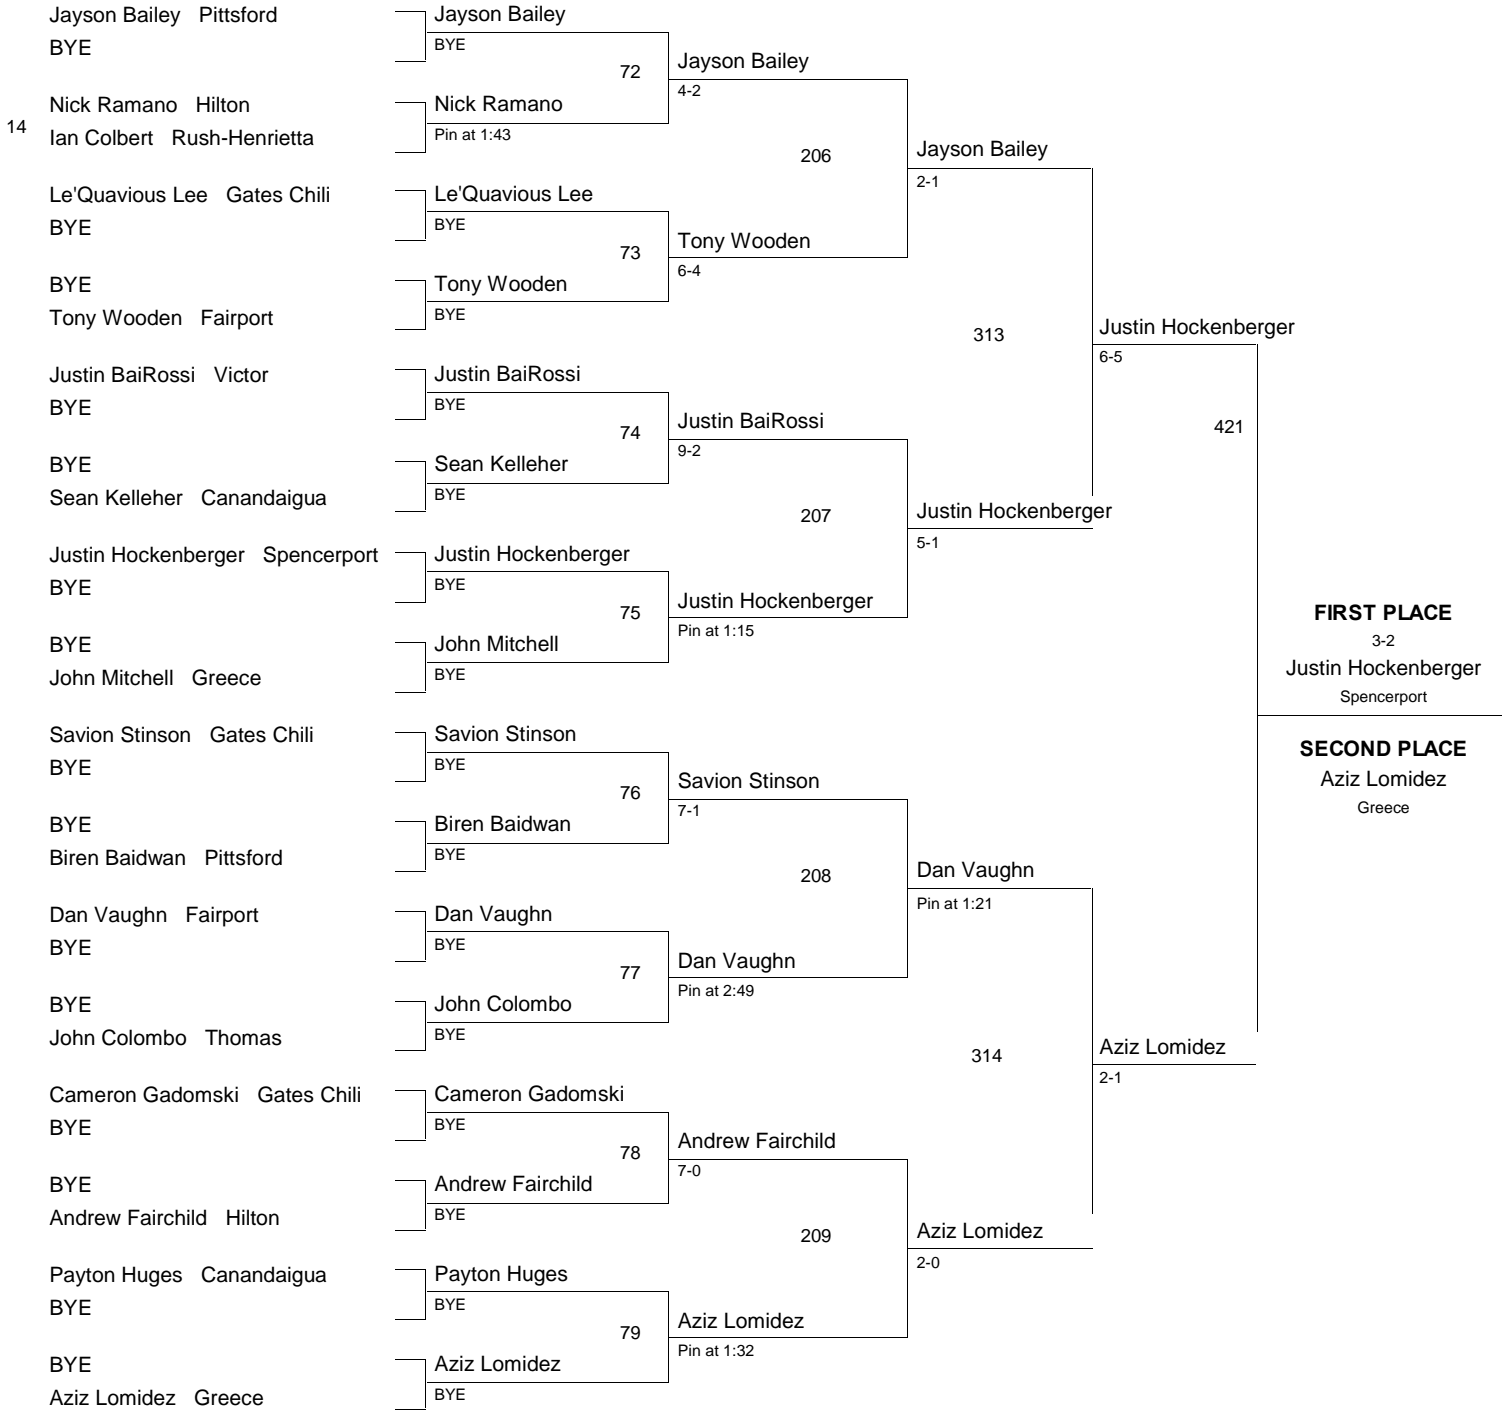 Jayson Bailey Pittsford
BYE
14
Nick Ramano Hilton
Ian Colbert Rush-Henrietta
Le'Quavious Lee Gates Chili
BYE
BYE
Tony Wooden Fairport
Justin BaiRossi Victor
BYE
BYE
Sean Kelleher Canandaigua
Justin Hockenberger Spencerport
BYE
BYE
John Mitchell Greece
Savion Stinson Gates Chili
BYE
BYE
Biren Baidwan Pittsford
Dan Vaughn Fairport
BYE
BYE
John Colombo Thomas
Cameron Gadomski Gates Chili
BYE
BYE
Andrew Fairchild Hilton
Payton Huges Canandaigua
BYE
BYE
Aziz Lomidez Greece
Jayson Bailey
BYE
72
Nick Ramano
Pin at 1:43
Le'Quavious Lee
BYE
73
Tony Wooden
BYE
Justin BaiRossi
BYE
74
Sean Kelleher
BYE
Justin Hockenberger
BYE
75
John Mitchell
BYE
Savion Stinson
BYE
76
Biren Baidwan
BYE
Dan Vaughn
BYE
77
John Colombo
BYE
Cameron Gadomski
BYE
78
Andrew Fairchild
BYE
Payton Huges
BYE
79
Aziz Lomidez
BYE
Jayson Bailey
4-2
206
Tony Wooden
6-4
Justin BaiRossi
9-2
207
Justin Hockenberger
Pin at 1:15
Savion Stinson
7-1
208
Dan Vaughn
Pin at 2:49
Andrew Fairchild
7-0
209
Aziz Lomidez
Pin at 1:32
Jayson Bailey
2-1
313
Justin Hockenberger
5-1
Dan Vaughn
Pin at 1:21
314
Aziz Lomidez
2-0
Justin Hockenberger
6-5
421
Aziz Lomidez
2-1
FIRST PLACE
3-2
Justin Hockenberger
Spencerport
SECOND PLACE
Aziz Lomidez
Greece